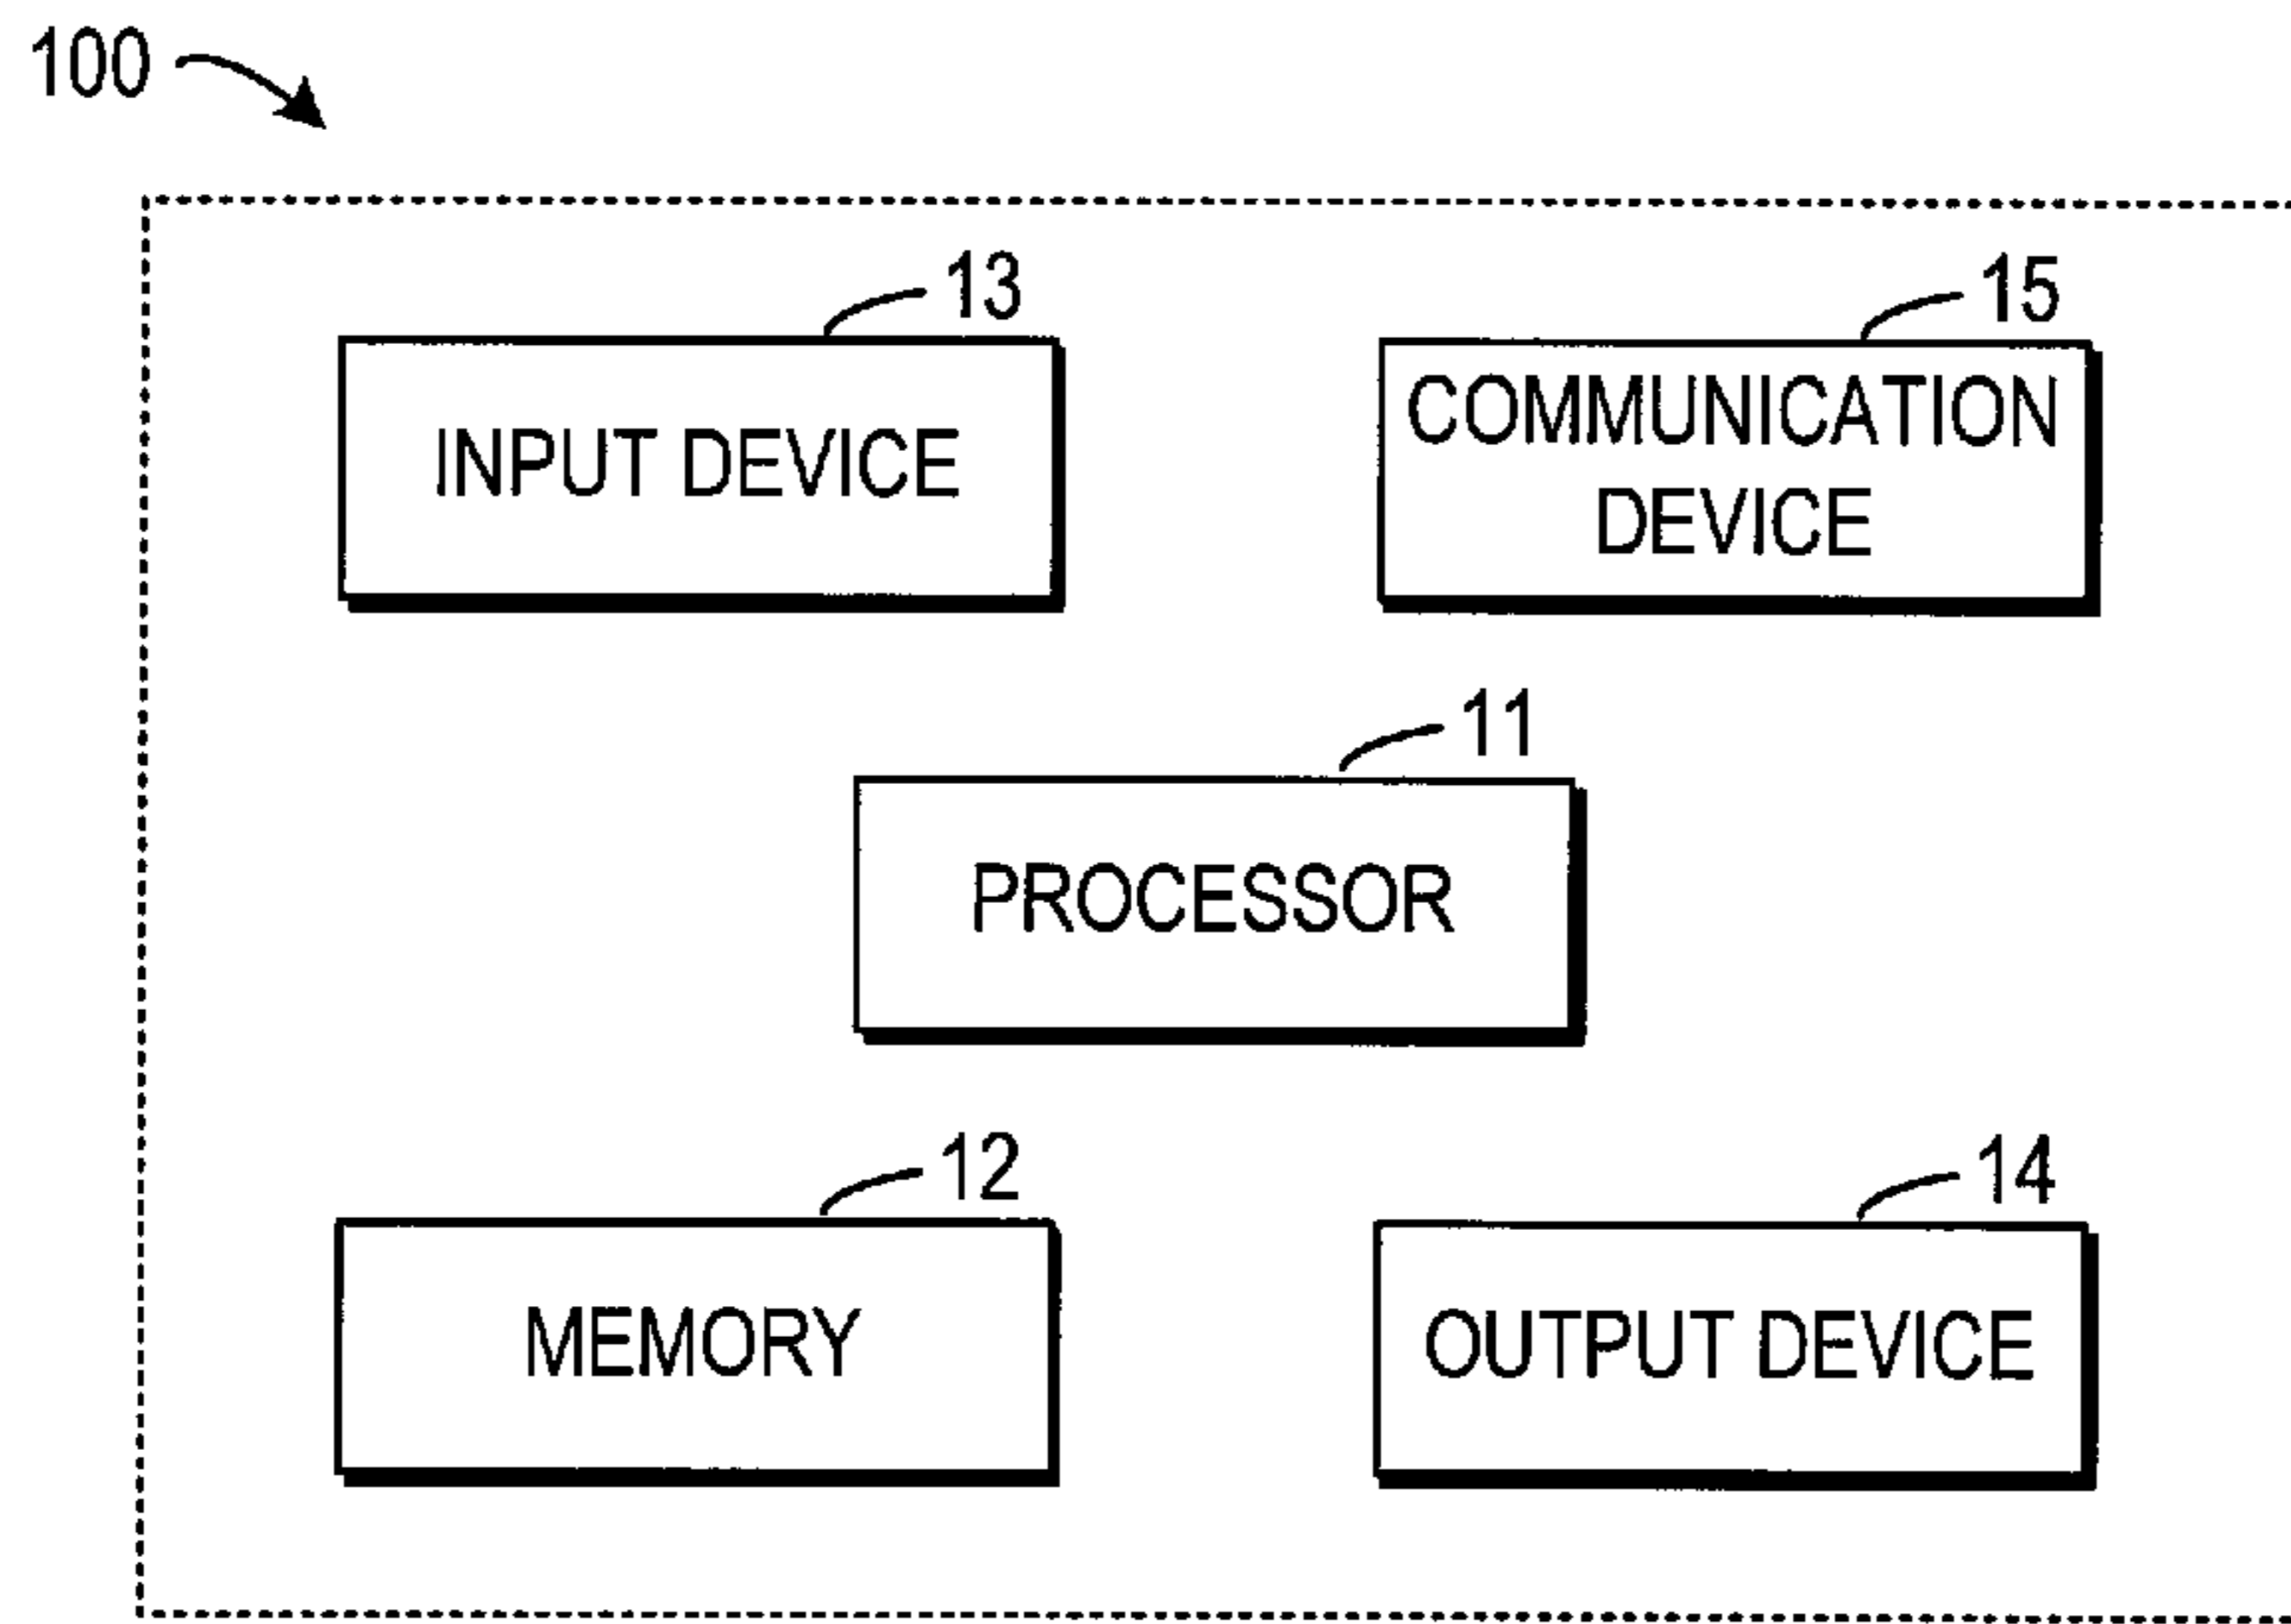 100
13
INPUT DEVICE
15
COMMUNICATION
DEVICE
11
PROCESSOR
12
MEMORY
14
OUTPUT DEVICE